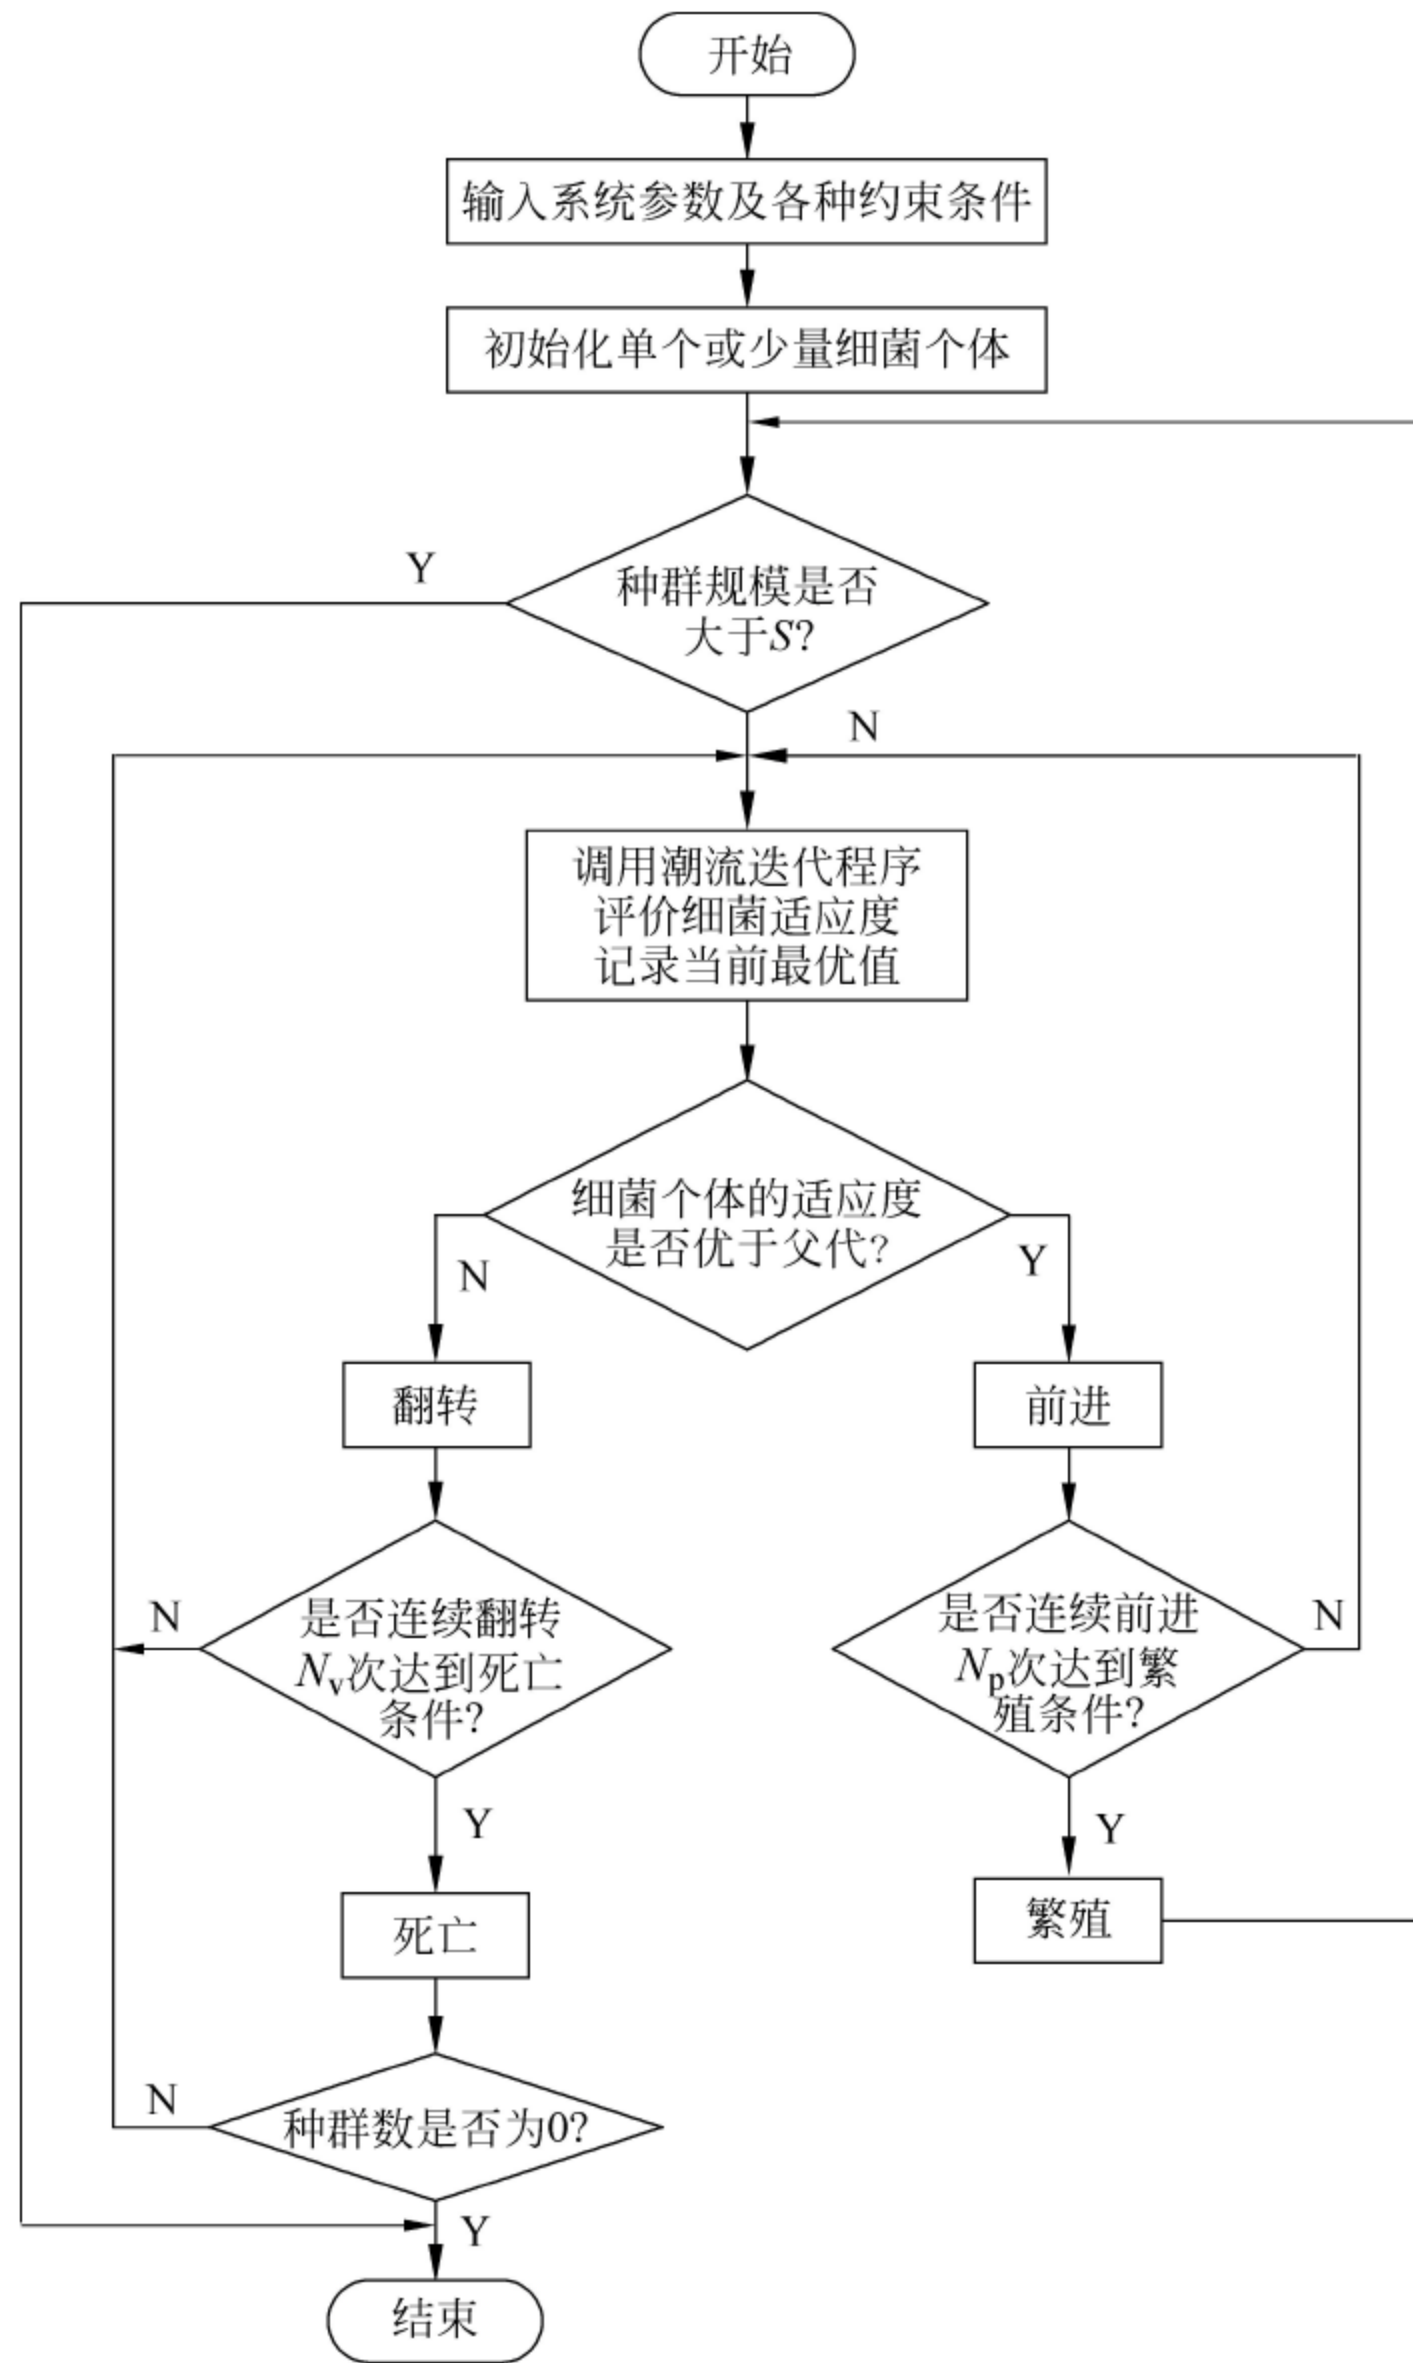 开始
输入系统参数及各种约束条件
初始化单个或少量细菌个体
Y
种群规模是否
大于S?
N
调用潮流迭代程序
评价细菌适应度
记录当前最优值
细菌个体的适应度
是否优于父代?
N
Y
翻转
前进
N
是否连续翻转
Nv次达到死亡
条件?
是否连续前进
Np次达到繁
殖条件?
N
Y
Y
死亡
繁殖
N
种群数是否为0?
Y
结束